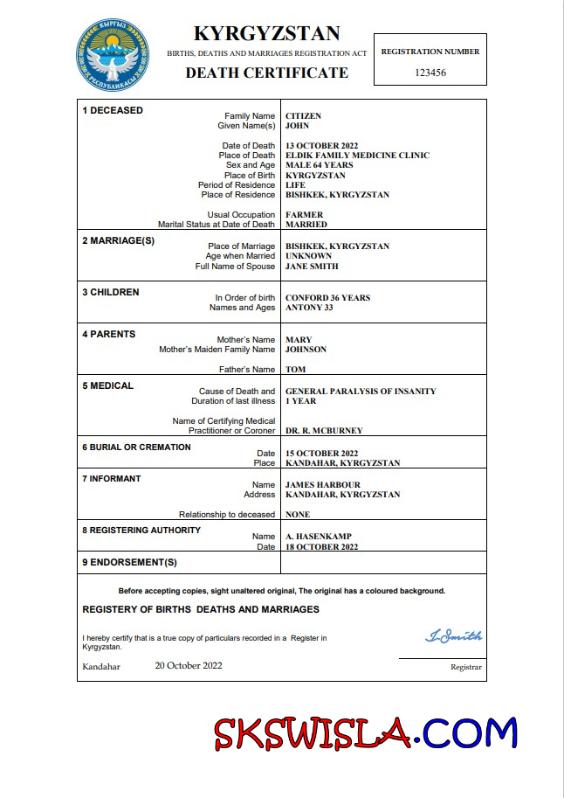 КЫРГЫЗ
РЕСПУБЛИКАСЫ
KYRGYZSTAN
BIRTHS, DEATHS AND MARRIAGES REGISTRATION ACT
DEATH CERTIFICATE
REGISTRATION NUMBER
123456
1 DECEASED
Family Name CITIZEN
Given Name(s) JOHN
Date of Death 13 OCTOBER 2022
Place of Death ELDIK FAMILY MEDICINE CLINIC
Sex and Age MALE 64 YEARS
Place of Birth KYRGYZSTAN
Period of Residence LIFE
Place of Residence BISHKEK, KYRGYZSTAN
Usual Occupation FARMER
Marital Status at Date of Death MARRIED
2 MARRIAGE(S)
Place of Marriage BISHKEK, KYRGYZSTAN
Age when Married UNKNOWN
Full Name of Spouse JANE SMITH
3 CHILDREN
In Order of birth CONFORD 36 YEARS
Names and Ages ANTONY 33
4 PARENTS
Mother's Name MARY
Mother's Maiden Family Name JOHNSON
Father's Name TOM
5 MEDICAL
Cause of Death and GENERAL PARALYSIS OF INSANITY
Duration of last illness 1 YEAR
Name of Certifying Medical
Practitioner or Coroner DR. R. MCBURNEY
6 BURIAL OR CREMATION
Date 15 OCTOBER 2022
Place KANDAHAR, KYRGYZSTAN
7 INFORMANT
Name JAMES HARBOUR
Address KANDAHAR, KYRGYZSTAN
Relationship to deceased NONE
8 REGISTERING AUTHORITY
Name A. HASENKAMP
Date 18 OCTOBER 2022
9 ENDORSEMENT(S)
Before accepting copies, sight unaltered original, The original has a coloured background.
REGISTERY OF BIRTHS DEATHS AND MARRIAGES
I hereby certify that is a true copy of particulars recorded in a Register in
Kyrgyzstan.
I.Smith
Kandahar 20 October 2022 Registrar
SKSWISLA.COM